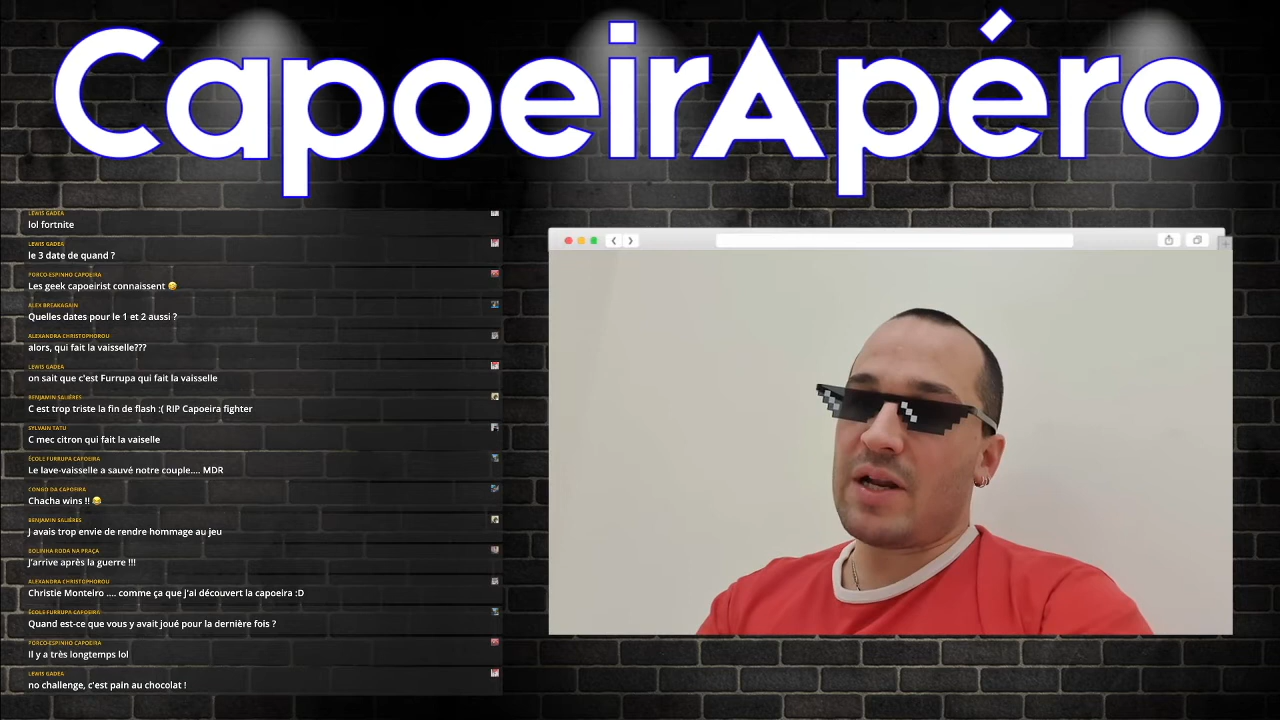 CapoeirApéro
LEWIS GADEA
lol fortnite
LEWIS GADEA
le 3 date de quand ?
PORCO-ESPINHO CAPOEIRA
Les geek capoeirist connaissent 🤣
ALEX BREAKAGAIN
Quelles dates pour le 1 et 2 aussi ?
ALEXANDRA CHRISTOPHOROU
alors, qui fait la vaisselle???
LEWIS GADEA
on sait que c'est Furrupa qui fait la vaisselle
BENJAMIN SALIÈRES
C est trop triste la fin de flash :( RIP Capoeira fighter
SYLVAIN TATU
C mec citron qui fait la vaiselle
ÉCOLE FURRUPA CAPOEIRA
Le lave-vaisselle a sauvé notre couple.... MDR
CONGO DA CAPOEIRA
Chacha wins !! 😂
BENJAMIN SALIÈRES
J avais trop envie de rendre hommage au jeu
BOLINHA RODA NA PRAÇA
J'arrive après la guerre !!!
ALEXANDRA CHRISTOPHOROU
Christie Monteiro .... comme ça que j'ai découvert la capoeira :D
ÉCOLE FURRUPA CAPOEIRA
Quand est-ce que vous y avait joué pour la dernière fois ?
PORCO-ESPINHO CAPOEIRA
Il y a très longtemps lol
LEWIS GADEA
no challenge, c'est pain au chocolat !